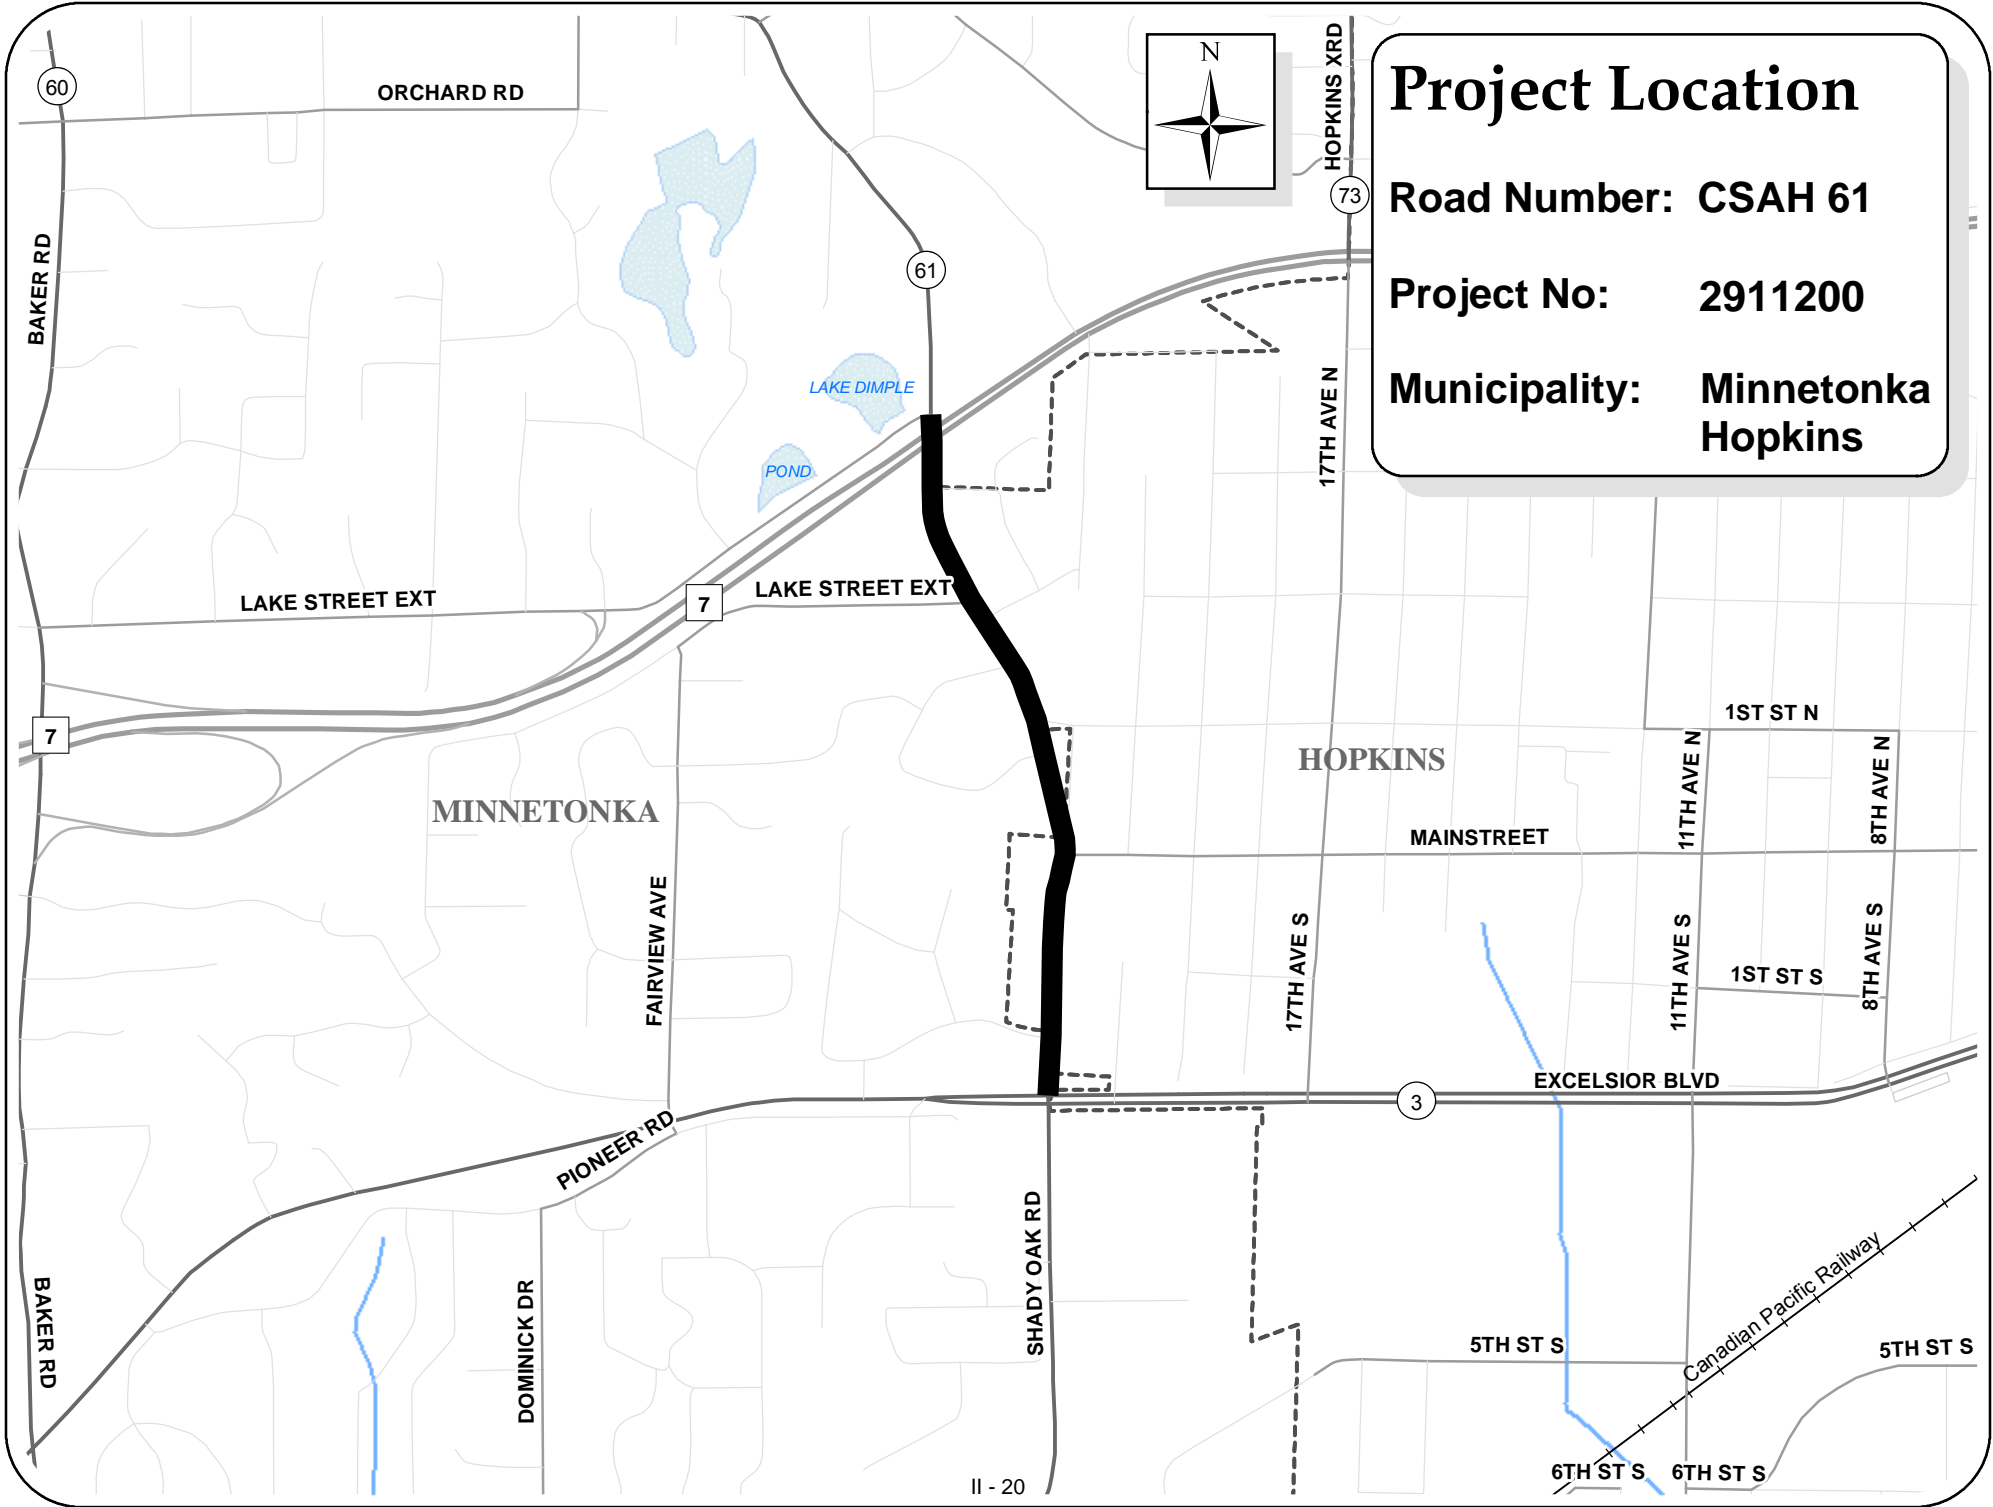 Project Location
Road Number: CSAH 61
Project No: 2911200
Municipality: Minnetonka
Hopkins
N
60
ORCHARD RD
HOPKINS XRD
73
BAKER RD
61
LAKE DIMPLE
17TH AVE N
POND
LAKE STREET EXT
7
LAKE STREET EXT
7
1ST ST N
HOPKINS
11TH AVE N
8TH AVE N
MINNETONKA
MAINSTREET
FAIRVIEW AVE
17TH AVE S
11TH AVE S
8TH AVE S
1ST ST S
EXCELSIOR BLVD
3
PIONEER RD
SHADY OAK RD
BAKER RD
DOMINICK DR
Canadian Pacific Railway
5TH ST S
5TH ST S
6TH ST S
6TH ST S
II - 20